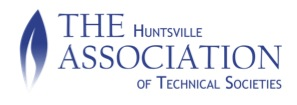 THE HUNTSVILLE
ASSOCIATION
OF TECHNICAL SOCIETIES